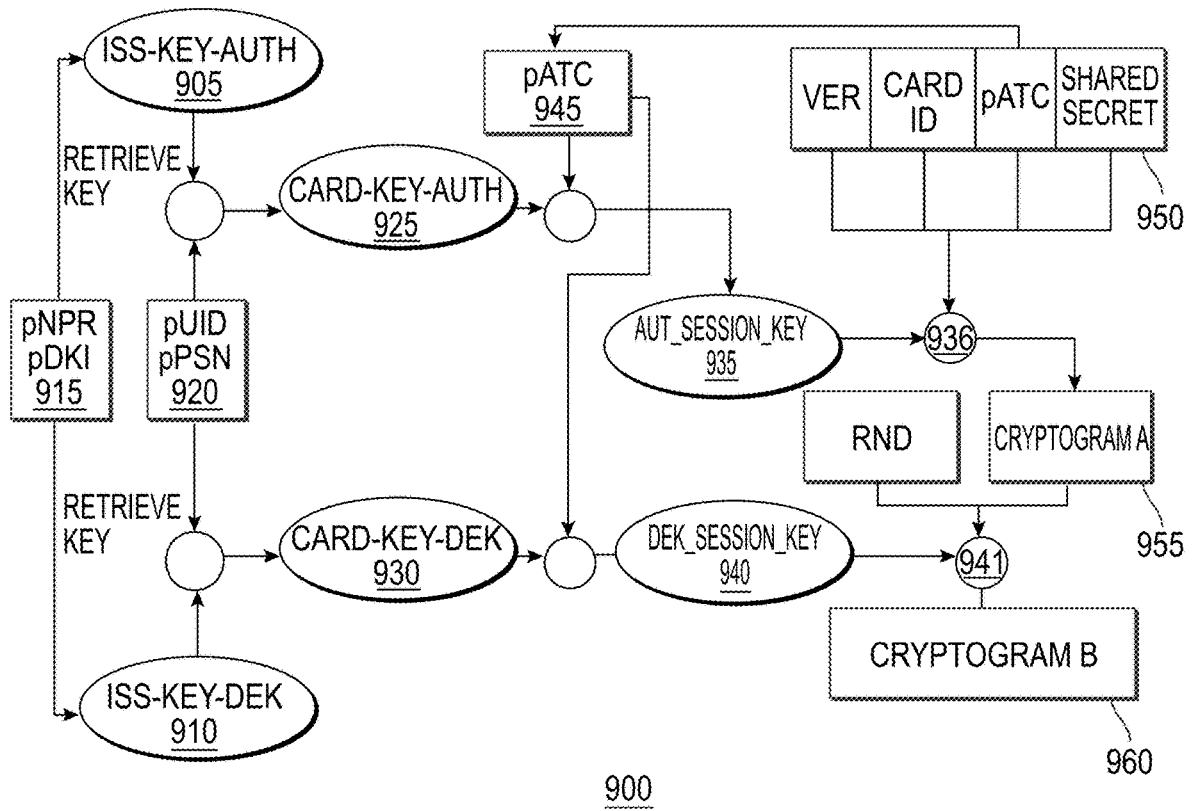 ISS-KEY-AUTH
905
pATC
945
VER
CARD
ID
pATC
SHARED
SECRET
950
RETRIEVE
KEY
CARD-KEY-AUTH
925
pNPR
pDKI
915
pUID
pPSN
920
AUT_SESSION_KEY
935
936
RND
CRYPTOGRAM A
955
RETRIEVE
KEY
CARD-KEY-DEK
930
DEK_SESSION_KEY
940
941
CRYPTOGRAM B
960
ISS-KEY-DEK
910
900